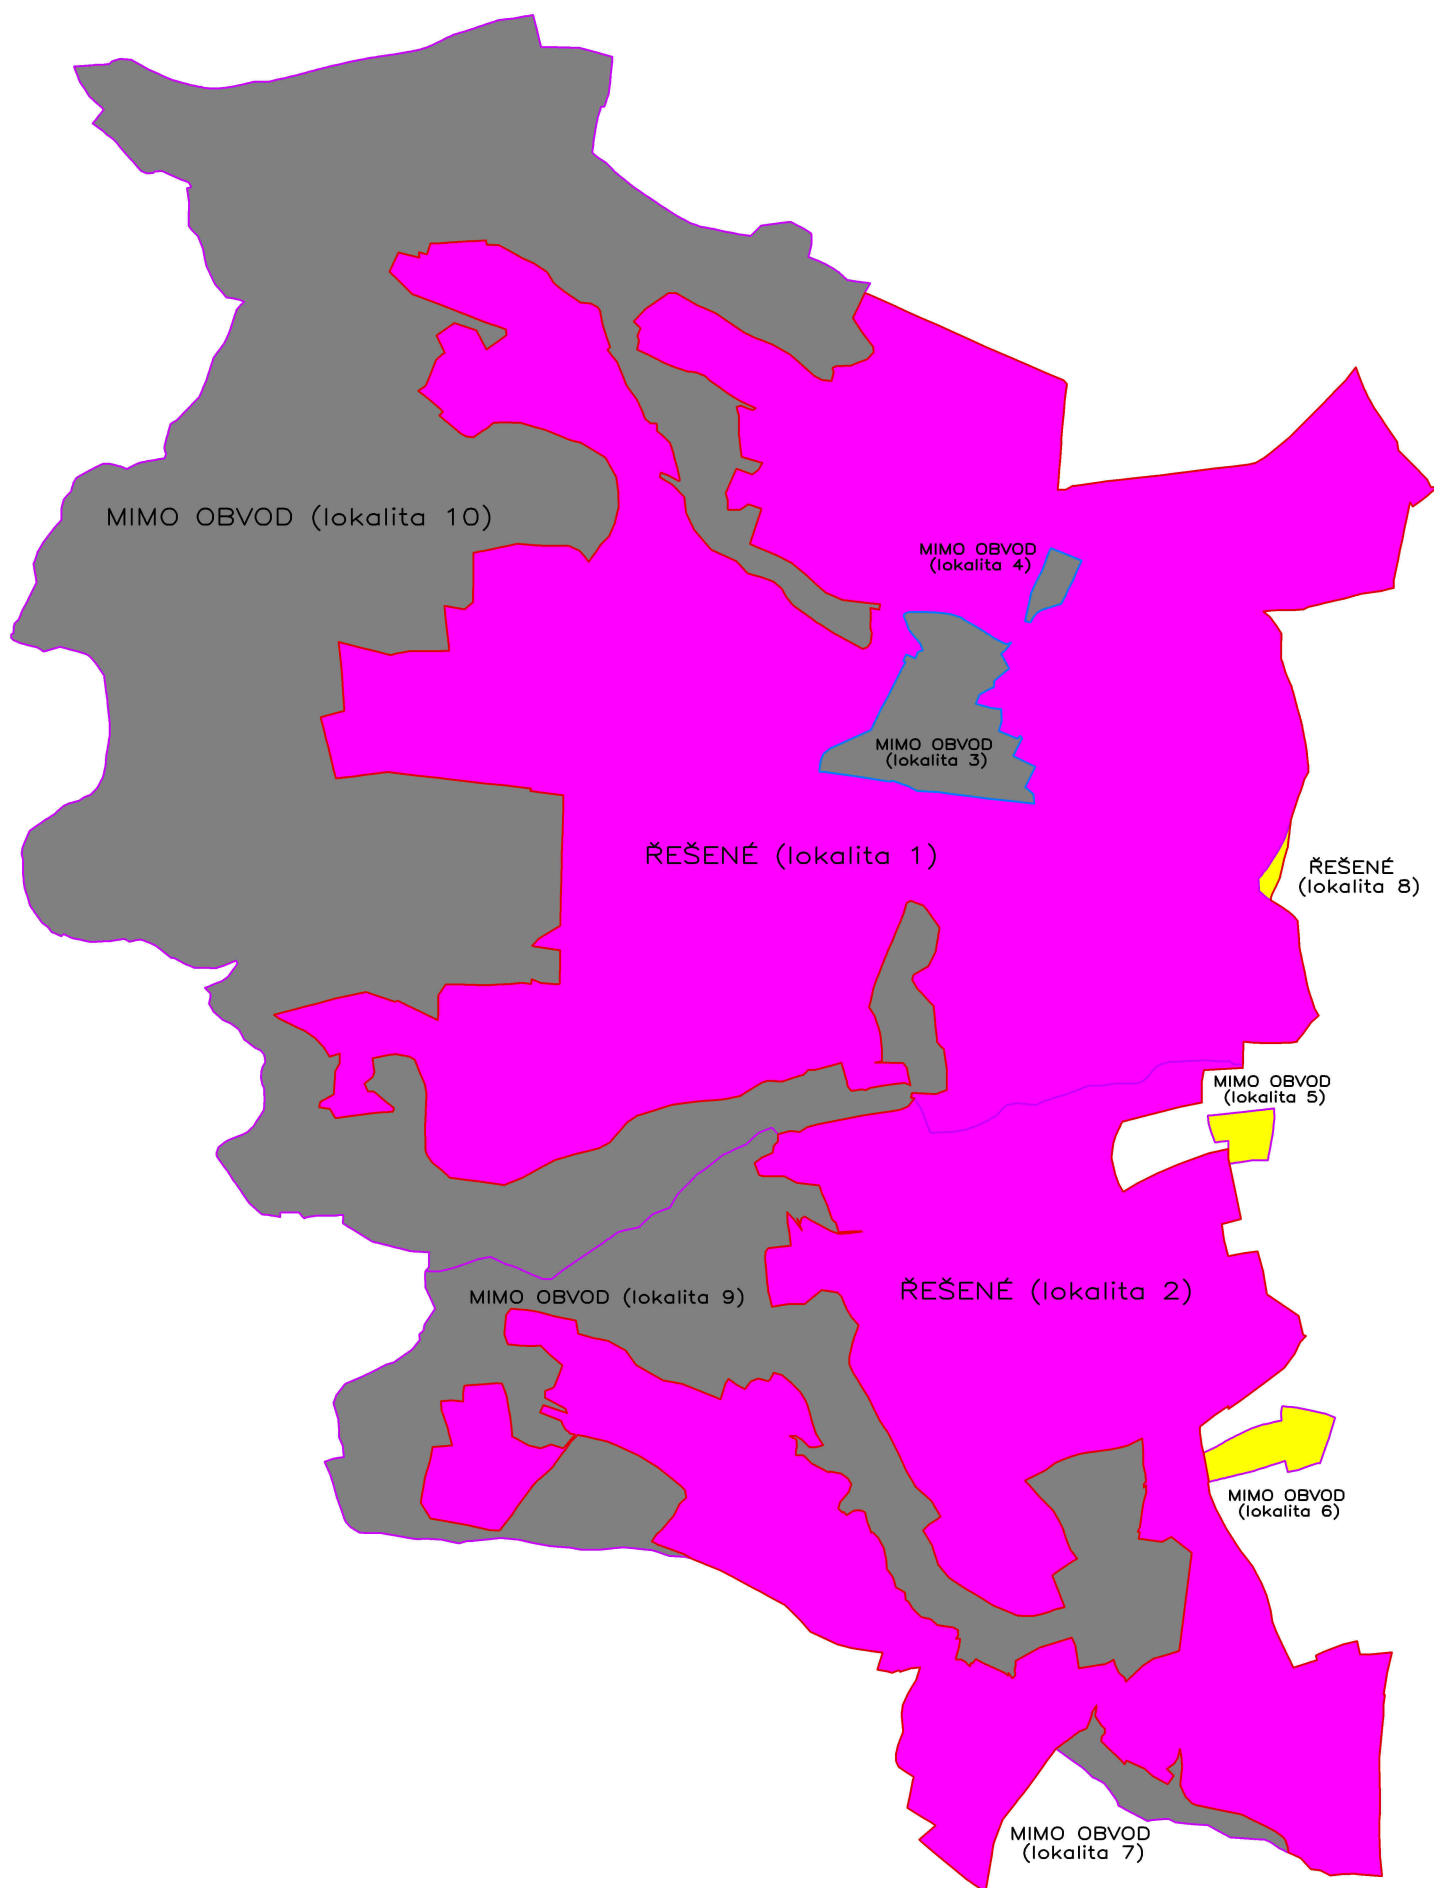 MIMO OBVOD (lokalita 10)
MIMO OBVOD
(lokalita 4)
MIMO OBVOD
(lokalita 3)
ŘEŠENÉ (lokalita 1)
ŘEŠENÉ
(lokalita 8)
MIMO OBVOD
(lokalita 5)
ŘEŠENÉ (lokalita 2)
MIMO OBVOD (lokalita 9)
MIMO OBVOD
(lokalita 6)
MIMO OBVOD
(lokalita 7)